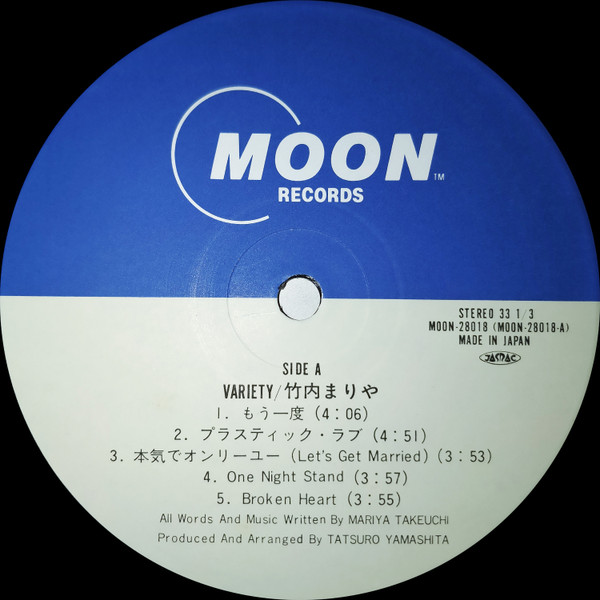 MOON TM
RECORDS
STEREO 33 1/3
MOON-28018 (MOON-28018-A)
MADE IN JAPAN
JASRAC
SIDE A
VARIETY/竹内まりや
1. もう一度 (4:06)
2. プラスティック・ラブ (4:51)
3. 本気でオンリーユー (Let's Get Married) (3:53)
4. One Night Stand (3:57)
5. Broken Heart (3:55)
All Words And Music Written By MARIYA TAKEUCHI
Produced And Arranged By TATSURO YAMASHITA